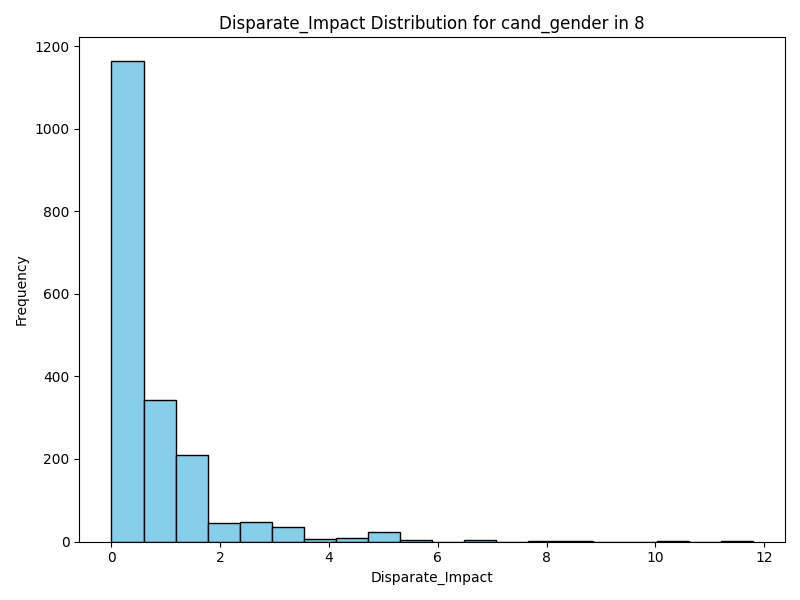 Disparate_Impact Distribution for cand_gender in 8
1200
1000
800
600
400
200
0
Frequency
0 2 4 6 8 10 12
Disparate_Impact